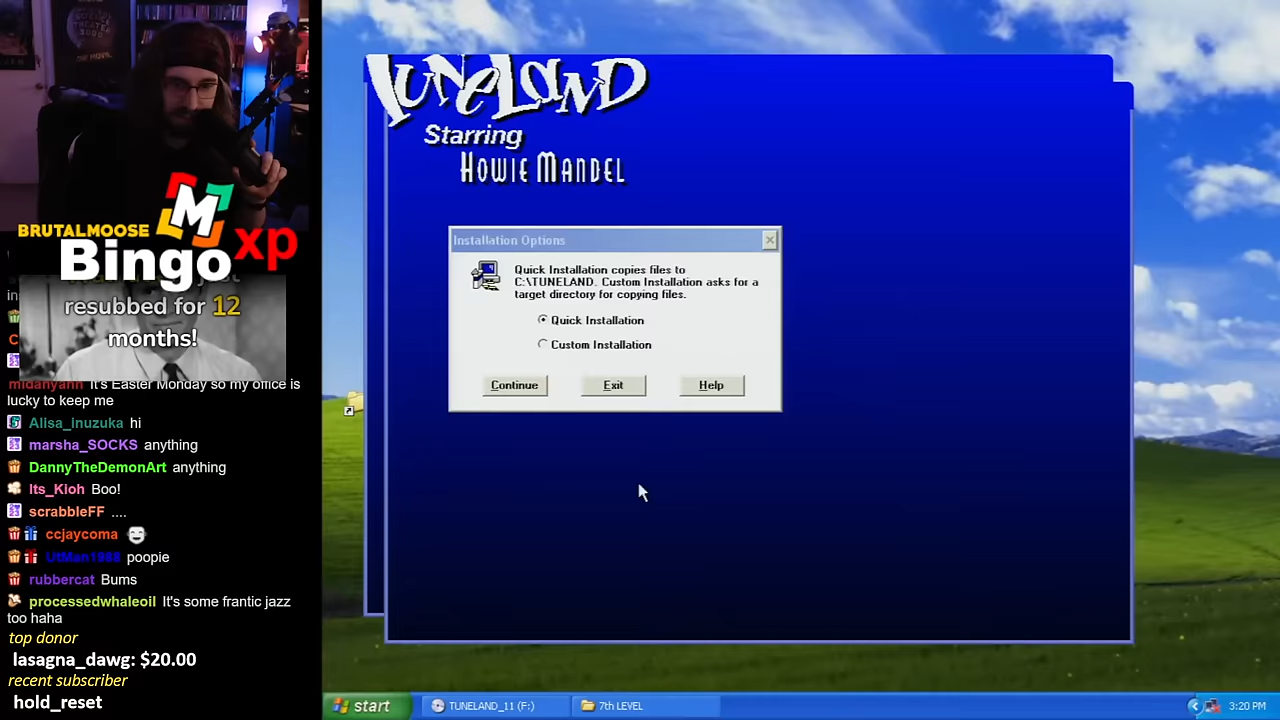 TUNELAND
Starring
HOWIE MANDEL
Installation Options
Quick Installation copies files to
C:\TUNELAND. Custom Installation asks for a
target directory for copying files.
Quick Installation
Custom Installation
Continue
Exit
Help
BRUTALMOOSE
M
Bingo xp
resubbed for 12
months!
midahyahh It's Easter Monday so my office is
lucky to keep me
Alisa_Inuzuka hi
marsha_SOCKS anything
DannyTheDemonArt anything
Its_Kioh Boo!
scrabbleFF ....
ccjaycoma
UtMan1988 poopie
rubbercat Bums
processedwhaleoil It's some frantic jazz
too haha
top donor
lasagna_dawg: $20.00
recent subscriber
hold_reset
start
TUNELAND_11 (F:)
7th LEVEL
3:20 PM